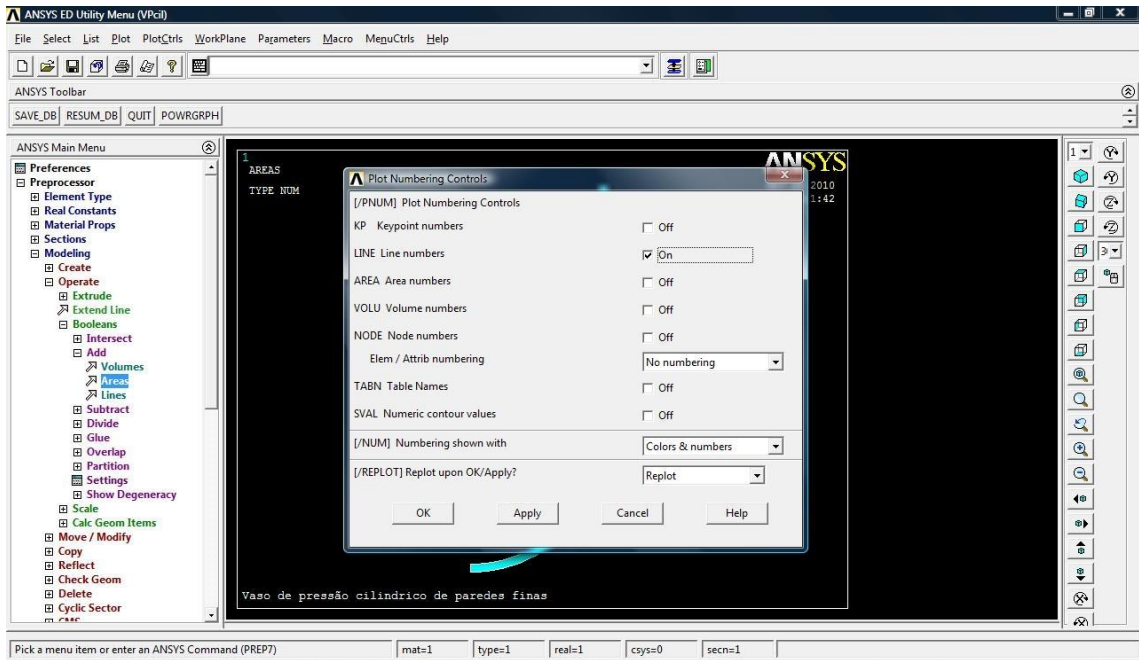 ANSYS ED Utility Menu (VPcil)
File Select List Plot PlotCtrls WorkPlane Parameters Macro MenuCtrls Help
ANSYS Toolbar
SAVE_DB RESUM_DB QUIT POWRGRPH
ANSYS Main Menu
Preferences
Preprocessor
Element Type
Real Constants
Material Props
Sections
Modeling
Create
Operate
Extrude
Extend Line
Booleans
Intersect
Add
Volumes
Areas
Lines
Subtract
Divide
Glue
Overlap
Partition
Settings
Show Degeneracy
Scale
Calc Geom Items
Move / Modify
Copy
Reflect
Check Geom
Delete
Cyclic Sector
1
AREAS
TYPE NUM
ANSYS
2010
1:42
Plot Numbering Controls
[/PNUM] Plot Numbering Controls
KP Keypoint numbers Off
LINE Line numbers On
AREA Area numbers Off
VOLU Volume numbers Off
NODE Node numbers Off
Elem / Attrib numbering No numbering
TABN Table Names Off
SVAL Numeric contour values Off
[/NUM] Numbering shown with Colors & numbers
[/REPLOT] Replot upon OK/Apply? Replot
OK Apply Cancel Help
Vaso de pressão cilindrico de paredes finas
1
Pick a menu item or enter an ANSYS Command (PREP7) mat=1 type=1 real=1 csys=0 secn=1